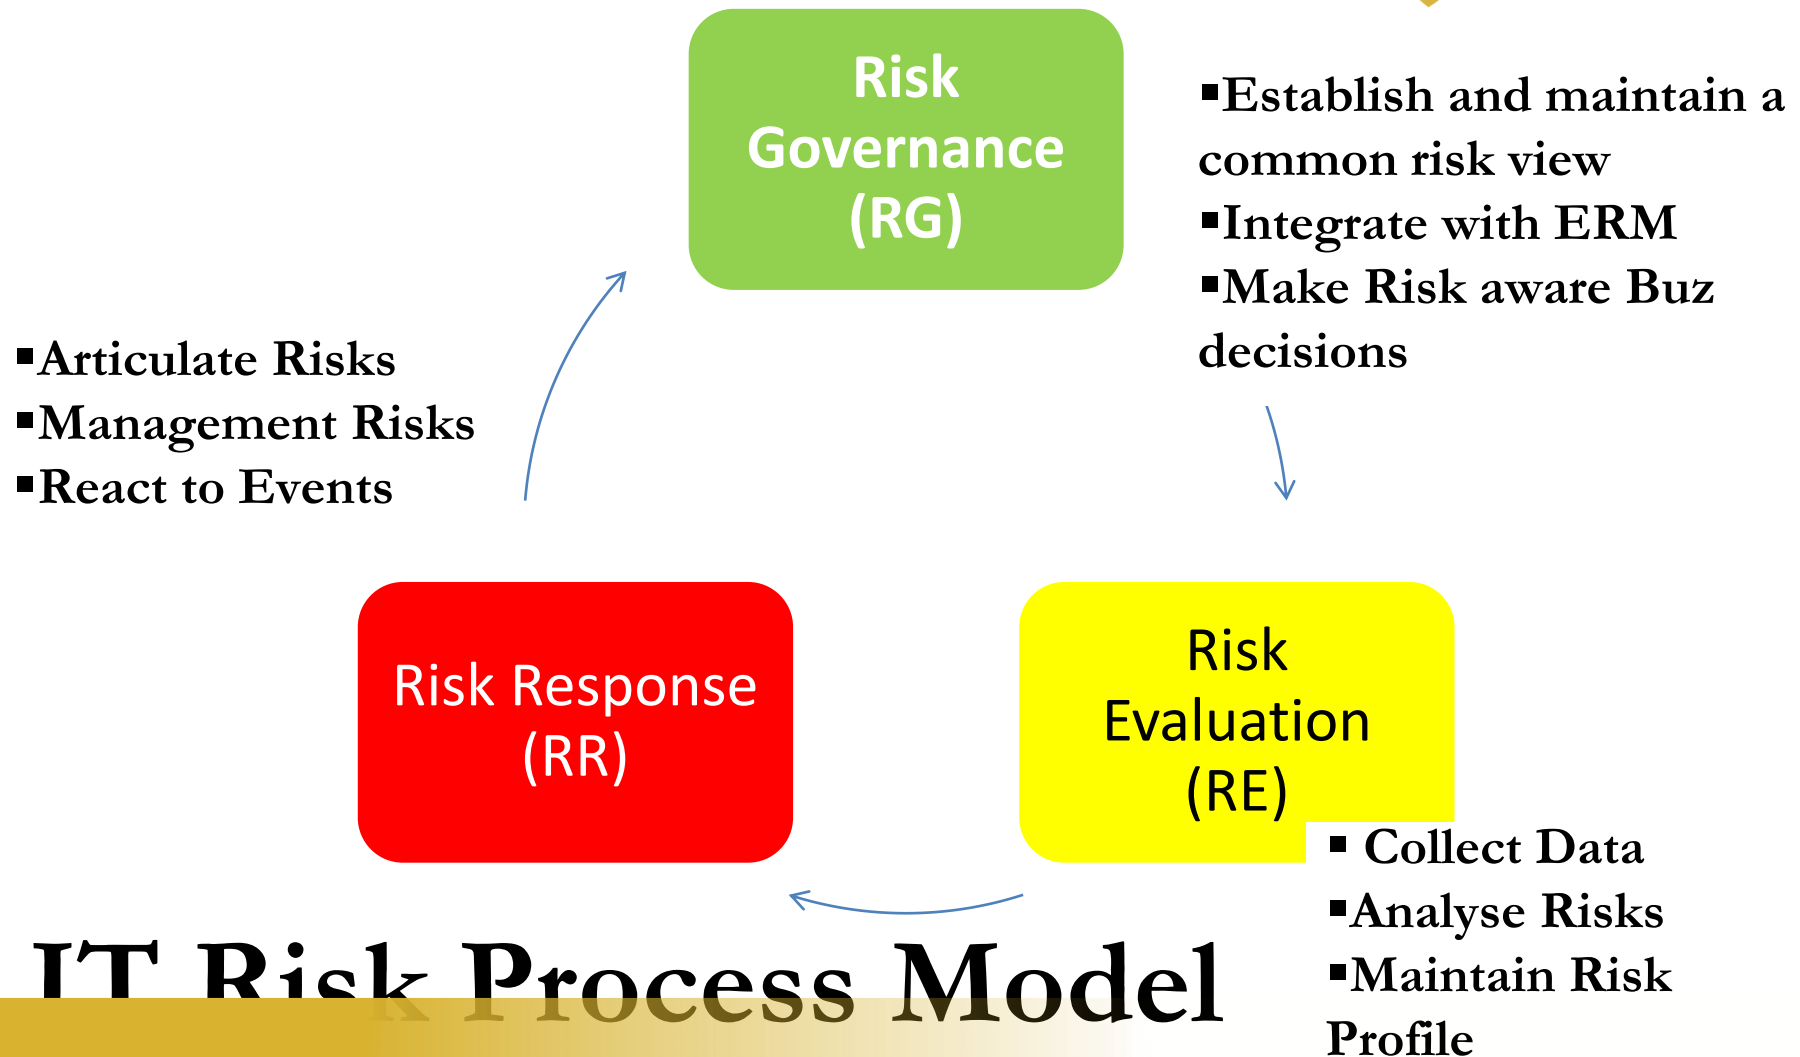 Risk
Governance
(RG)
▪Establish and maintain a
common risk view
▪Integrate with ERM
▪Make Risk aware Buz
decisions
▪Articulate Risks
▪Management Risks
▪React to Events
Risk Response
(RR)
Risk
Evaluation
(RE)
▪ Collect Data
▪Analyse Risks
▪Maintain Risk
Profile
IT Risk Process Model